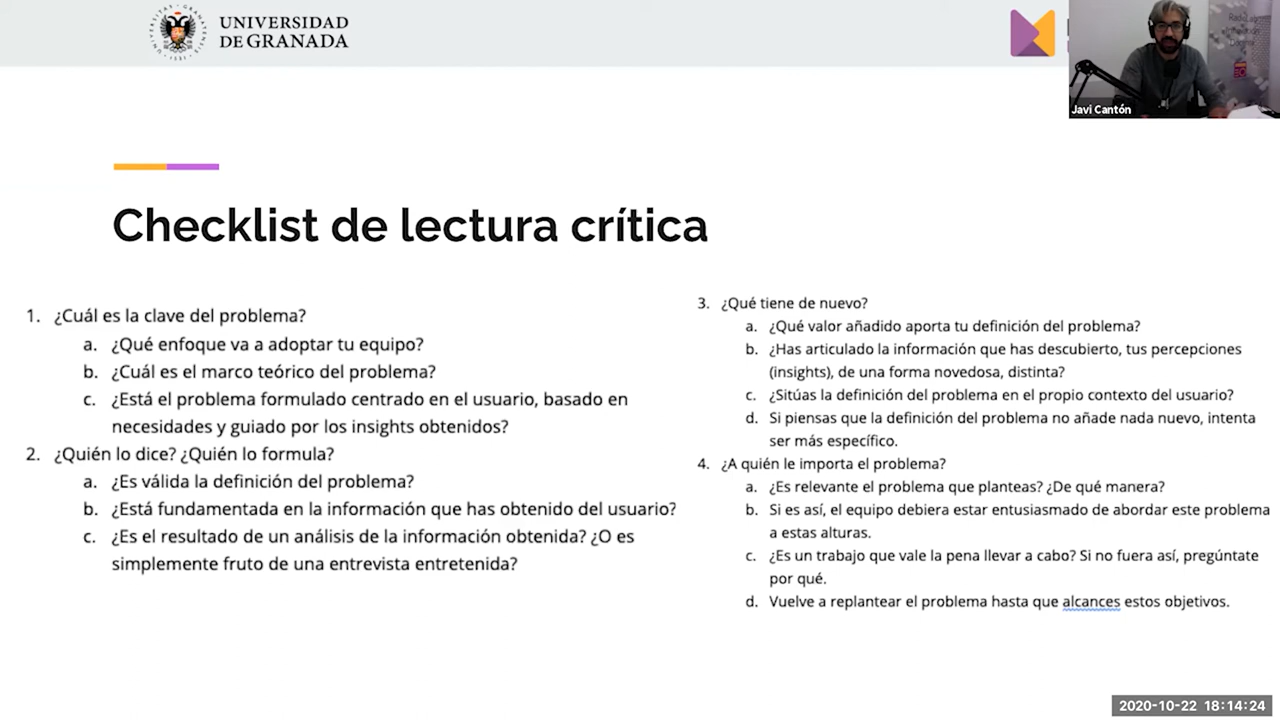 UNIVERSIDAD
DE GRANADA
Javi Cantón
Checklist de lectura crítica
1. ¿Cuál es la clave del problema?
a. ¿Qué enfoque va a adoptar tu equipo?
b. ¿Cuál es el marco teórico del problema?
c. ¿Está el problema formulado centrado en el usuario, basado en
necesidades y guiado por los insights obtenidos?
2. ¿Quién lo dice? ¿Quién lo formula?
a. ¿Es válida la definición del problema?
b. ¿Está fundamentada en la información que has obtenido del usuario?
c. ¿Es el resultado de un análisis de la información obtenida? ¿O es
simplemente fruto de una entrevista entretenida?
3. ¿Qué tiene de nuevo?
a. ¿Qué valor añadido aporta tu definición del problema?
b. ¿Has articulado la información que has descubierto, tus percepciones
(insights), de una forma novedosa, distinta?
c. ¿Sitúas la definición del problema en el propio contexto del usuario?
d. Si piensas que la definición del problema no añade nada nuevo, intenta
ser más específico.
4. ¿A quién le importa el problema?
a. ¿Es relevante el problema que planteas? ¿De qué manera?
b. Si es así, el equipo debiera estar entusiasmado de abordar este problema
a estas alturas.
c. ¿Es un trabajo que vale la pena llevar a cabo? Si no fuera así, pregúntate
por qué.
d. Vuelve a replantear el problema hasta que alcances estos objetivos.
2020-10-22 18:14:24